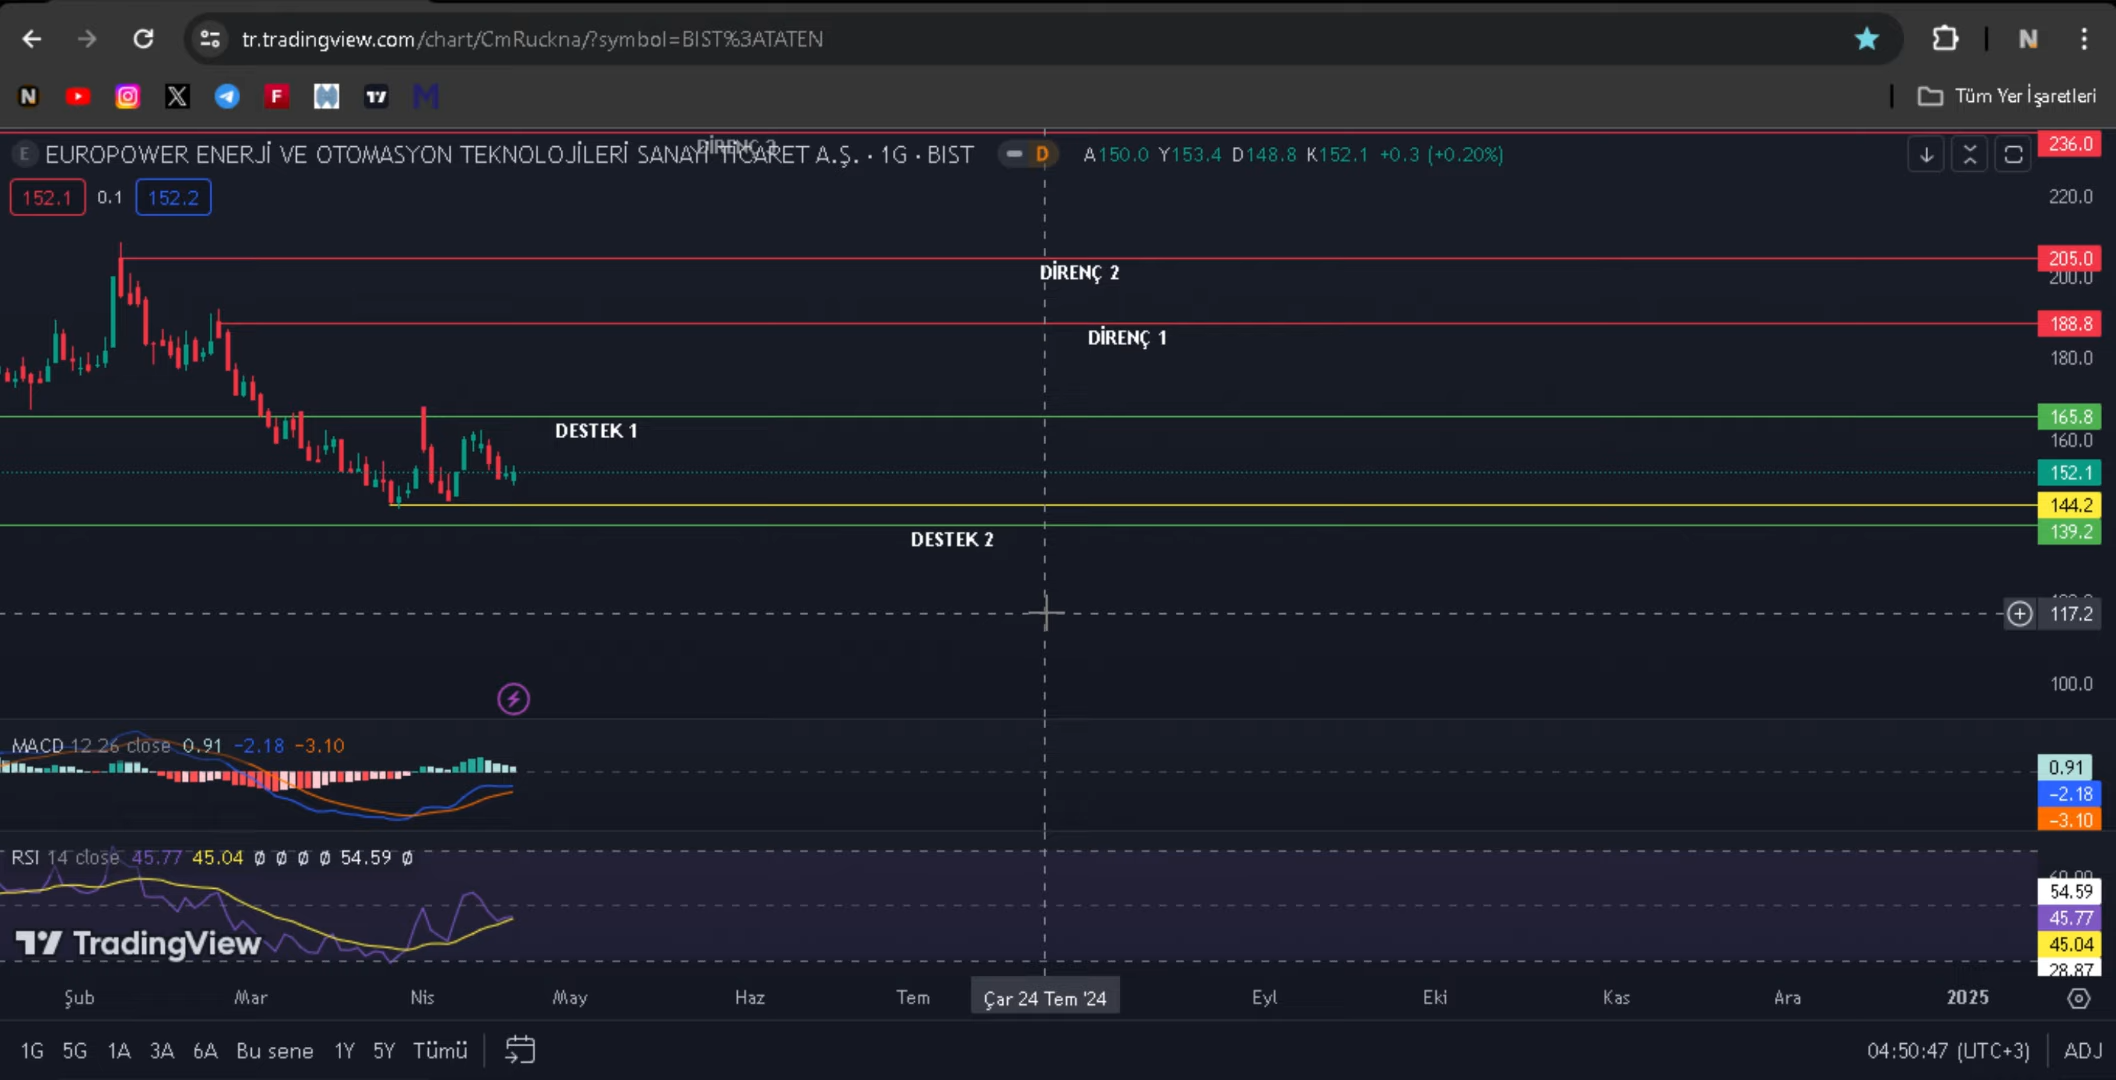 tr.tradingview.com/chart/CmRuckna/?symbol=BIST%3ATATEN
N
N
X
F
M
Tüm Yer İşaretleri
DİRENÇ 3
E EUROPOWER ENERJİ VE OTOMASYON TEKNOLOJİLERİ SANAYİ TİCARET A.Ş. · 1G · BIST
D
A150.0 Y153.4 D148.8 K152.1 +0.3 (+0.20%)
236.0
152.1 0.1 152.2
220.0
205.0
DİRENÇ 2
200.0
188.8
DİRENÇ 1
180.0
165.8
DESTEK 1
160.0
152.1
144.2
139.2
DESTEK 2
117.2
100.0
MACD 12 26 close 0.91 −2.18 −3.10
0.91
−2.18
−3.10
RSI 14 close 45.77 45.04 ∅ ∅ ∅ ∅ 54.59 ∅
60.00
54.59
45.77
45.04
28.87
TradingView
Şub Mar Nis May Haz Tem Çar 24 Tem '24 Eyl Eki Kas Ara 2025
1G 5G 1A 3A 6A Bu sene 1Y 5Y Tümü
04:50:47 (UTC+3) ADJ